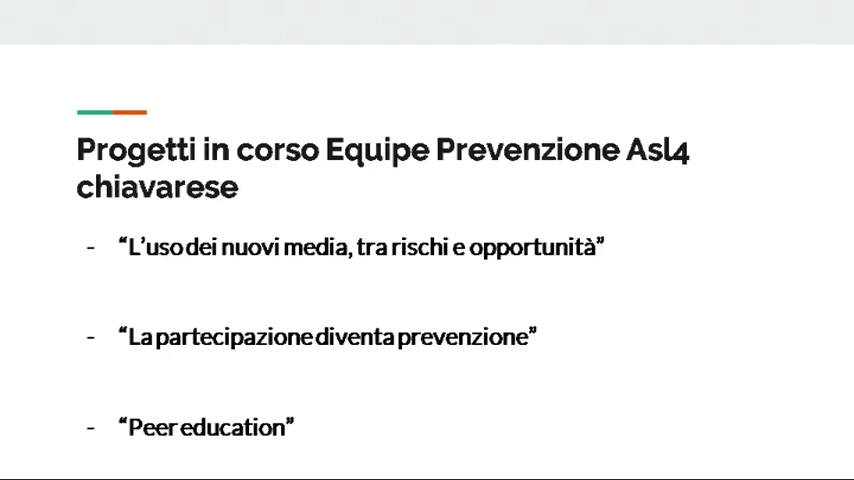 Progetti in corso Equipe Prevenzione Asl4
chiavarese
- “L’uso dei nuovi media, tra rischi e opportunità”
- “La partecipazione diventa prevenzione”
- “Peer education”